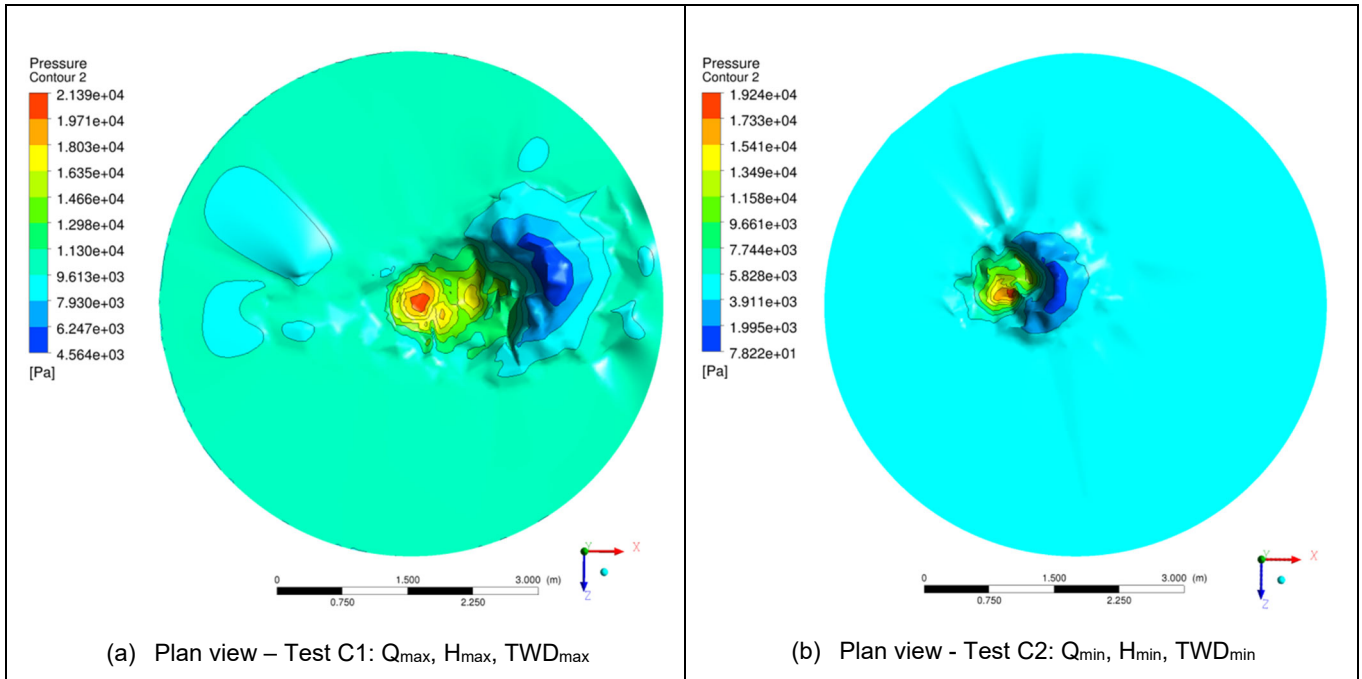 Pressure
Contour 2
2.139e+04
1.971e+04
1.803e+04
1.635e+04
1.466e+04
1.298e+04
1.130e+04
9.613e+03
7.930e+03
6.247e+03
4.564e+03
[Pa]
0 1.500 3.000 (m)
0.750 2.250
Y X
Z
(a) Plan view – Test C1: Qmax, Hmax, TWDmax
Pressure
Contour 2
1.924e+04
1.733e+04
1.541e+04
1.349e+04
1.158e+04
9.661e+03
7.744e+03
5.828e+03
3.911e+03
1.995e+03
7.822e+01
[Pa]
0 1.500 3.000 (m)
0.750 2.250
Y X
Z
(b) Plan view - Test C2: Qmin, Hmin, TWDmin